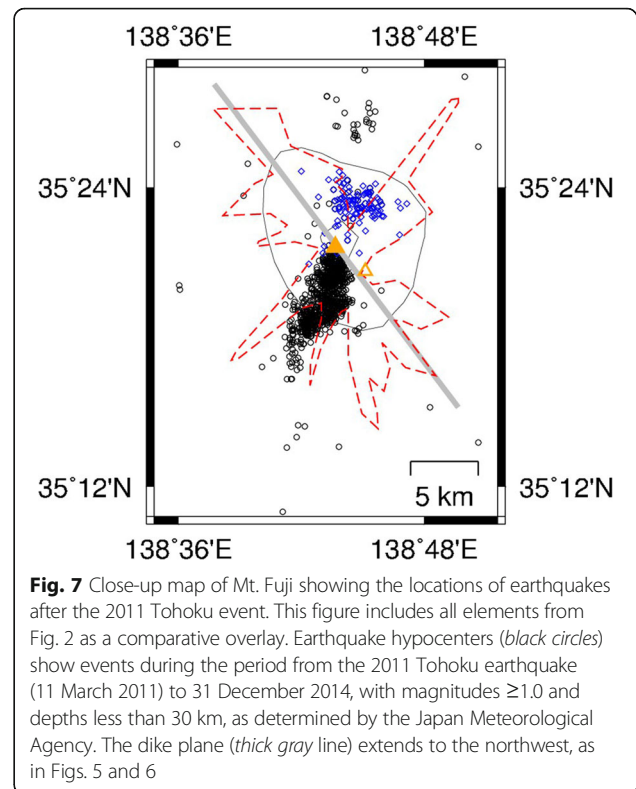 138°36'E 138°48'E
35°24'N 35°24'N
35°12'N 35°12'N
5 km
138°36'E 138°48'E
Fig. 7 Close-up map of Mt. Fuji showing the locations of earthquakes
after the 2011 Tohoku event. This figure includes all elements from
Fig. 2 as a comparative overlay. Earthquake hypocenters (black circles)
show events during the period from the 2011 Tohoku earthquake
(11 March 2011) to 31 December 2014, with magnitudes ≥1.0 and
depths less than 30 km, as determined by the Japan Meteorological
Agency. The dike plane (thick gray line) extends to the northwest, as
in Figs. 5 and 6